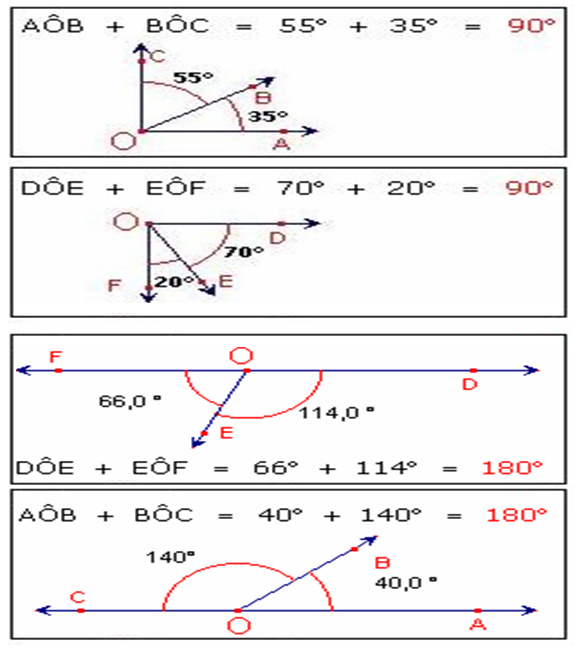 AÔB + BÔC = 55° + 35° = 90°
C
55°
B
35°
O
A
DÔE + EÔF = 70° + 20° = 90°
O
D
70°
F
20°
E
F
O
D
66,0 °
114,0 °
E
DÔE + EÔF = 66° + 114° = 180°
AÔB + BÔC = 40° + 140° = 180°
140°
B
40,0 °
C
O
A